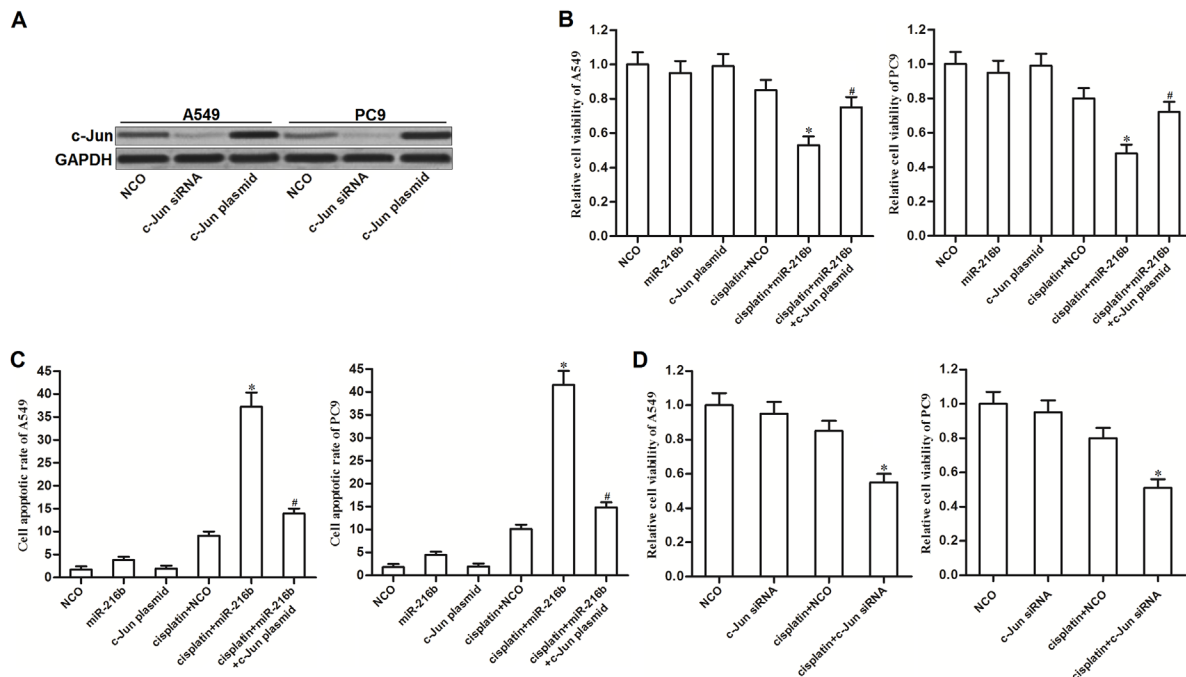 A
A549
PC9
c-Jun
GAPDH
NCO
c-Jun siRNA
c-Jun plasmid
NCO
c-Jun siRNA
c-Jun plasmid
B
Relative cell viability of A549
1.2
1.0
0.8
0.6
0.4
0.2
0.0
*
#
NCO
miR-216b
c-Jun plasmid
cisplatin+NCO
cisplatin+miR-216b
cisplatin+miR-216b
+c-Jun plasmid
Relative cell viability of PC9
1.2
1.0
0.8
0.6
0.4
0.2
0.0
*
#
NCO
miR-216b
c-Jun plasmid
cisplatin+NCO
cisplatin+miR-216b
cisplatin+miR-216b
+c-Jun plasmid
C
Cell apoptotic rate of A549
45
40
35
30
25
20
15
10
5
0
*
#
NCO
miR-216b
c-Jun plasmid
cisplatin+NCO
cisplatin+miR-216b
cisplatin+miR-216b
+c-Jun plasmid
Cell apoptotic rate of PC9
45
40
35
30
25
20
15
10
5
0
*
#
NCO
miR-216b
c-Jun plasmid
cisplatin+NCO
cisplatin+miR-216b
cisplatin+miR-216b
+c-Jun plasmid
D
Relative cell viability of A549
1.2
1.0
0.8
0.6
0.4
0.2
0.0
*
NCO
c-Jun siRNA
cisplatin+NCO
cisplatin+c-Jun siRNA
Relative cell viability of PC9
1.2
1.0
0.8
0.6
0.4
0.2
0.0
*
NCO
c-Jun siRNA
cisplatin+NCO
cisplatin+c-Jun siRNA